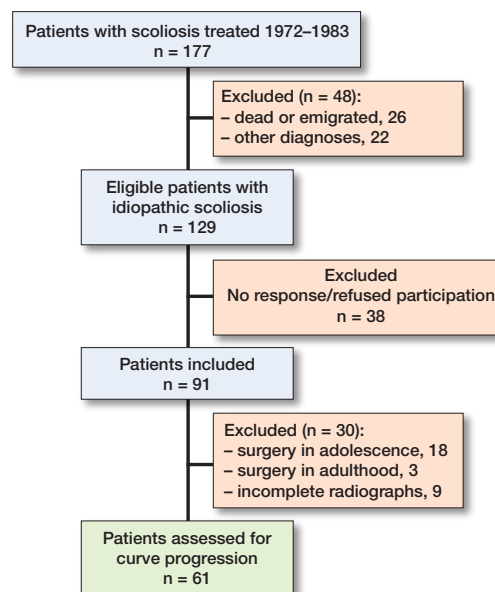 Patients with scoliosis treated 1972–1983
n = 177
Excluded (n = 48):
– dead or emigrated, 26
– other diagnoses, 22
Eligible patients with
idiopathic scoliosis
n = 129
Excluded
No response/refused participation
n = 38
Patients included
n = 91
Excluded (n = 30):
– surgery in adolescence, 18
– surgery in adulthood, 3
– incomplete radiographs, 9
Patients assessed for
curve progression
n = 61